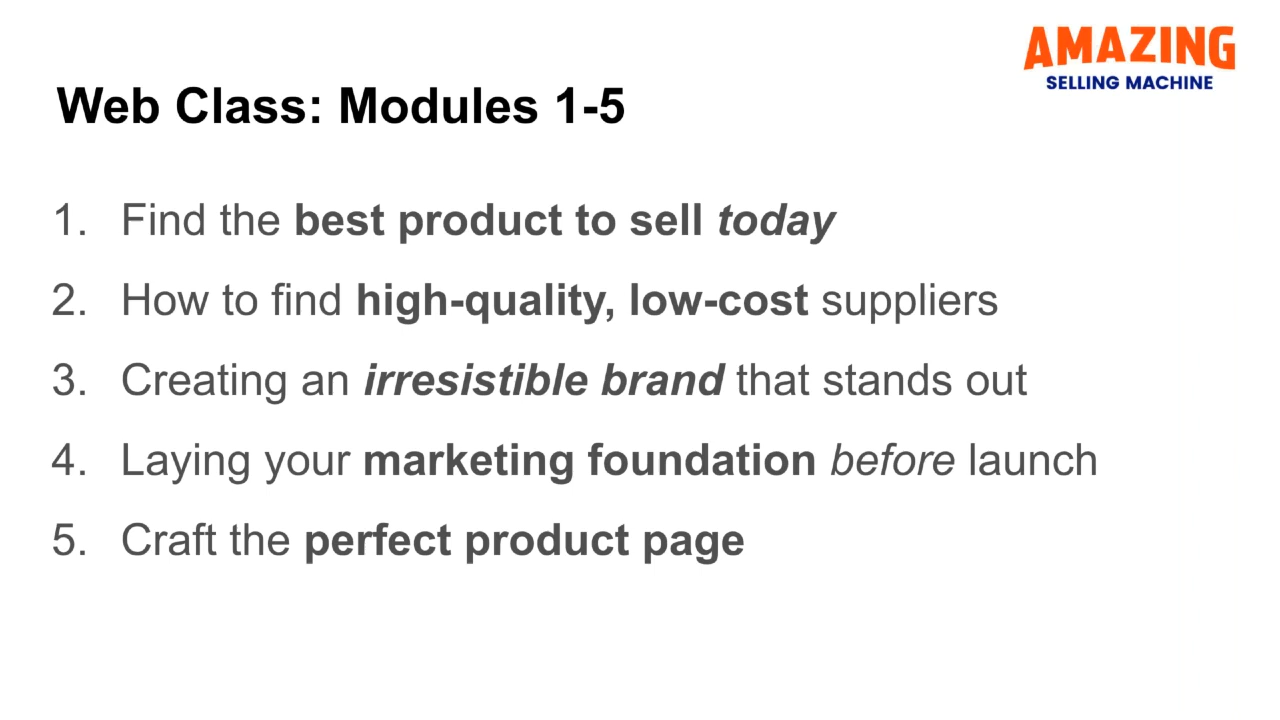 AMAZING
SELLING MACHINE
Web Class: Modules 1-5
1. Find the best product to sell today
2. How to find high-quality, low-cost suppliers
3. Creating an irresistible brand that stands out
4. Laying your marketing foundation before launch
5. Craft the perfect product page